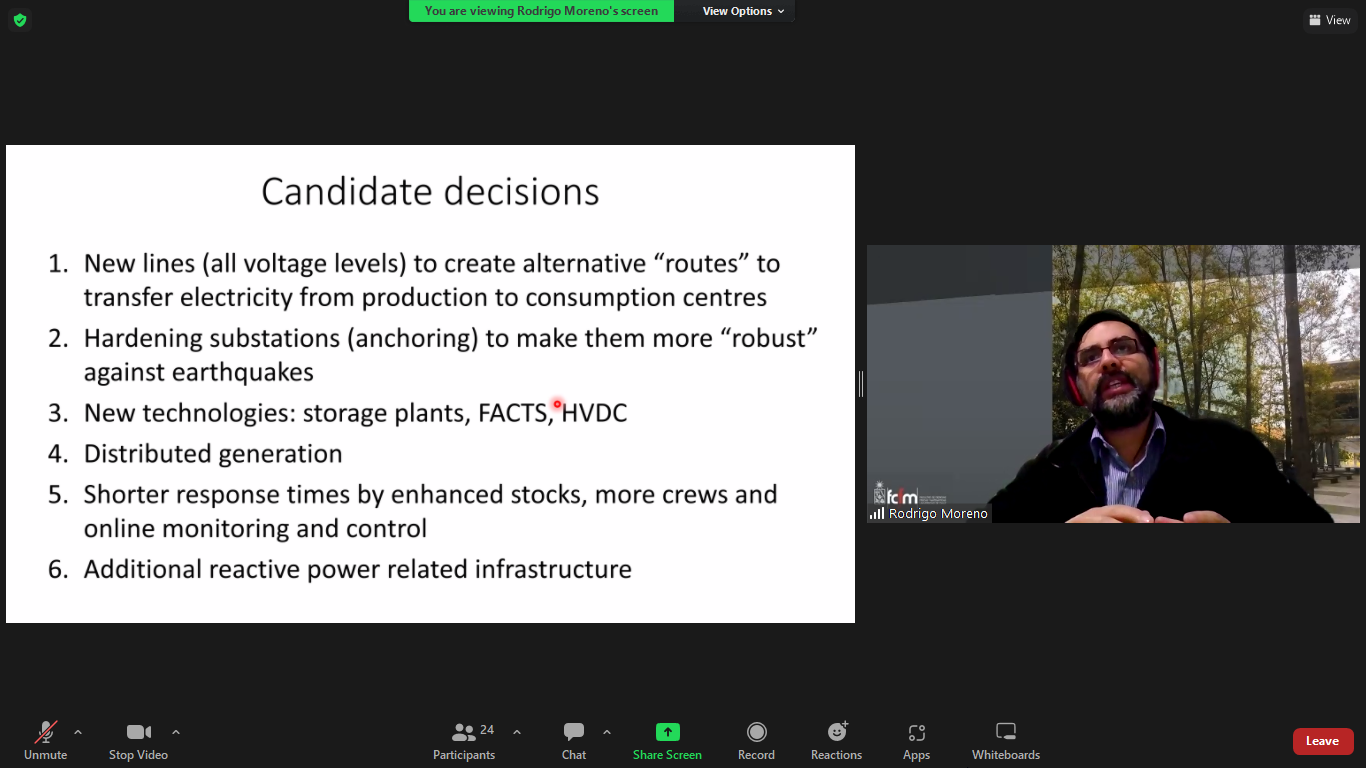 You are viewing Rodrigo Moreno's screen
View Options
View
Candidate decisions
1. New lines (all voltage levels) to create alternative “routes” to
transfer electricity from production to consumption centres
2. Hardening substations (anchoring) to make them more “robust”
against earthquakes
3. New technologies: storage plants, FACTS, HVDC
4. Distributed generation
5. Shorter response times by enhanced stocks, more crews and
online monitoring and control
6. Additional reactive power related infrastructure
fcfm
Rodrigo Moreno
Unmute
Stop Video
24
Participants
Chat
Share Screen
Record
Reactions
Apps
Whiteboards
Leave